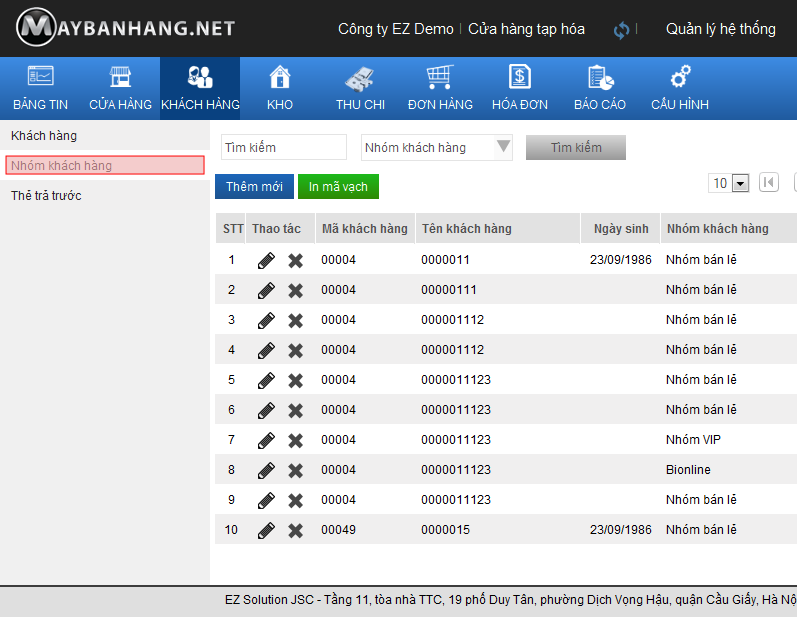 MAYBANHANG.NET
Công ty EZ Demo | Cửa hàng tạp hóa | Quản lý hệ thống
BẢNG TIN CỬA HÀNG KHÁCH HÀNG KHO THU CHI ĐƠN HÀNG HÓA ĐƠN BÁO CÁO CẤU HÌNH
Khách hàng
Nhóm khách hàng
Thẻ trả trước
Tìm kiếm Nhóm khách hàng Tìm kiếm
Thêm mới In mã vạch 10
STT Thao tác Mã khách hàng Tên khách hàng Ngày sinh Nhóm khách hàng
1 00004 0000011 23/09/1986 Nhóm bán lẻ
2 00004 00000111 Nhóm bán lẻ
3 00004 000001112 Nhóm bán lẻ
4 00004 000001112 Nhóm bán lẻ
5 00004 0000011123 Nhóm bán lẻ
6 00004 0000011123 Nhóm bán lẻ
7 00004 0000011123 Nhóm VIP
8 00004 0000011123 Bionline
9 00004 0000011123 Nhóm bán lẻ
10 00049 0000015 23/09/1986 Nhóm bán lẻ
EZ Solution JSC - Tầng 11, tòa nhà TTC, 19 phố Duy Tân, phường Dịch Vọng Hậu, quận Cầu Giấy, Hà Nộ